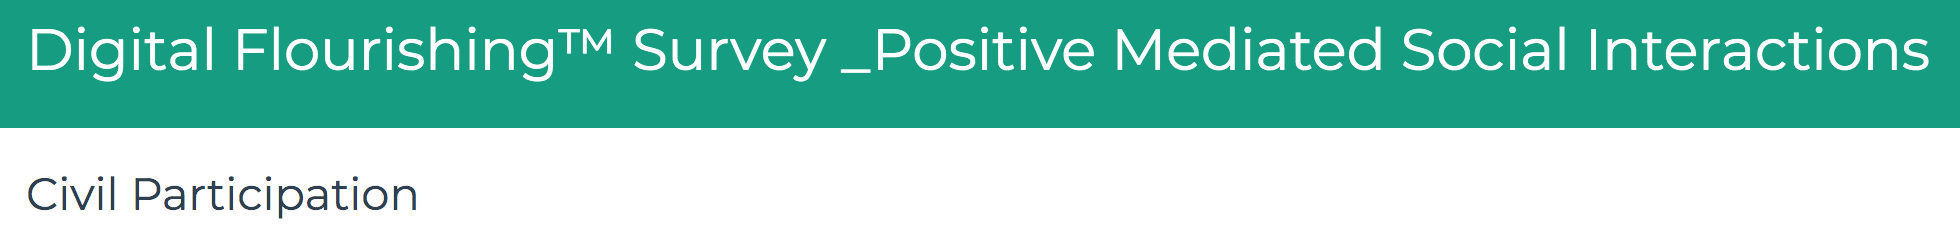 Digital Flourishing™ Survey _Positive Mediated Social Interactions
Civil Participation